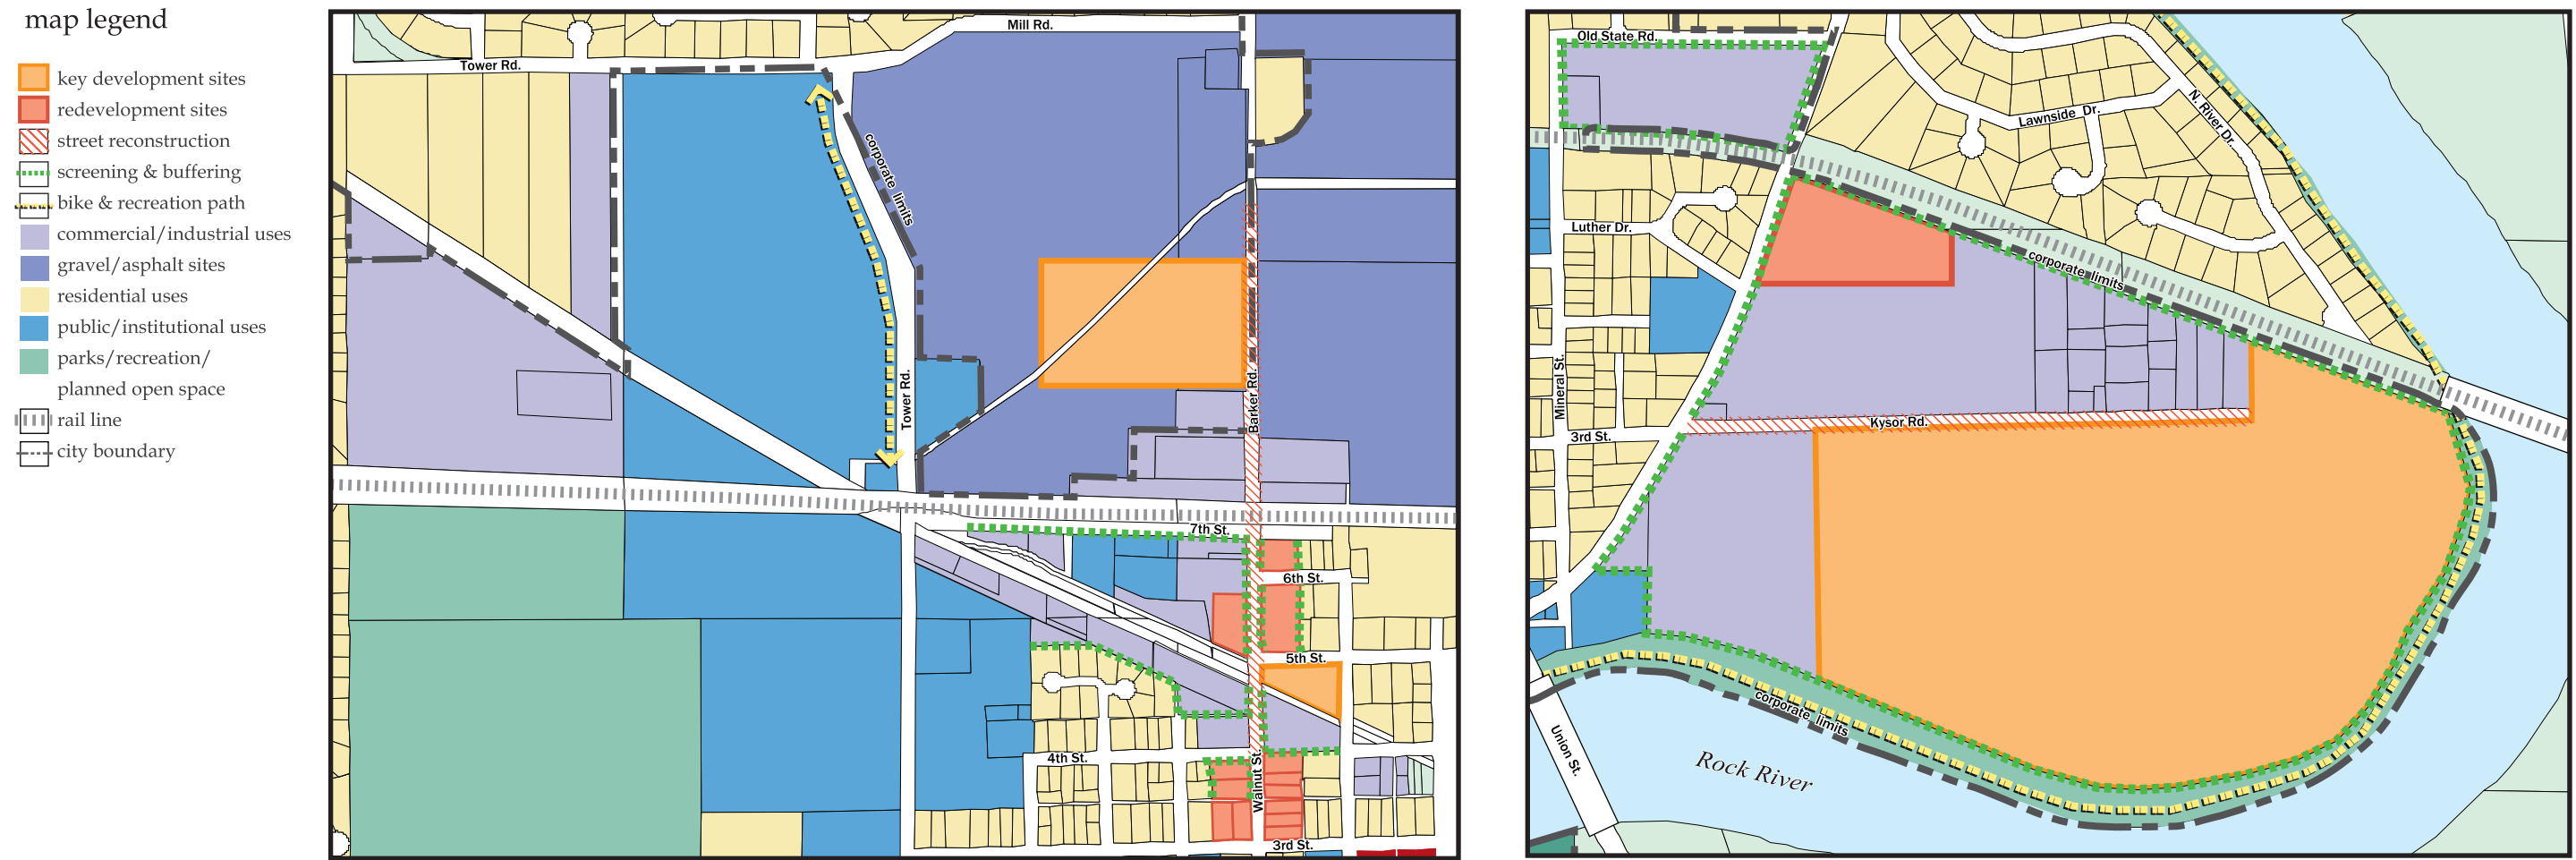 map legend
key development sites
redevelopment sites
street reconstruction
screening & buffering
bike & recreation path
commercial/industrial uses
gravel/asphalt sites
residential uses
public/institutional uses
parks/recreation/
planned open space
rail line
city boundary
Mill Rd.
Tower Rd.
corporate limits
Tower Rd.
Barker Rd.
7th St.
6th St.
5th St.
4th St.
Walnut St.
3rd St.
Old State Rd.
N. River Dr.
Lawnside Dr.
Luther Dr.
corporate limits
Mineral St.
Kysor Rd.
3rd St.
corporate limits
Union St.
Rock River